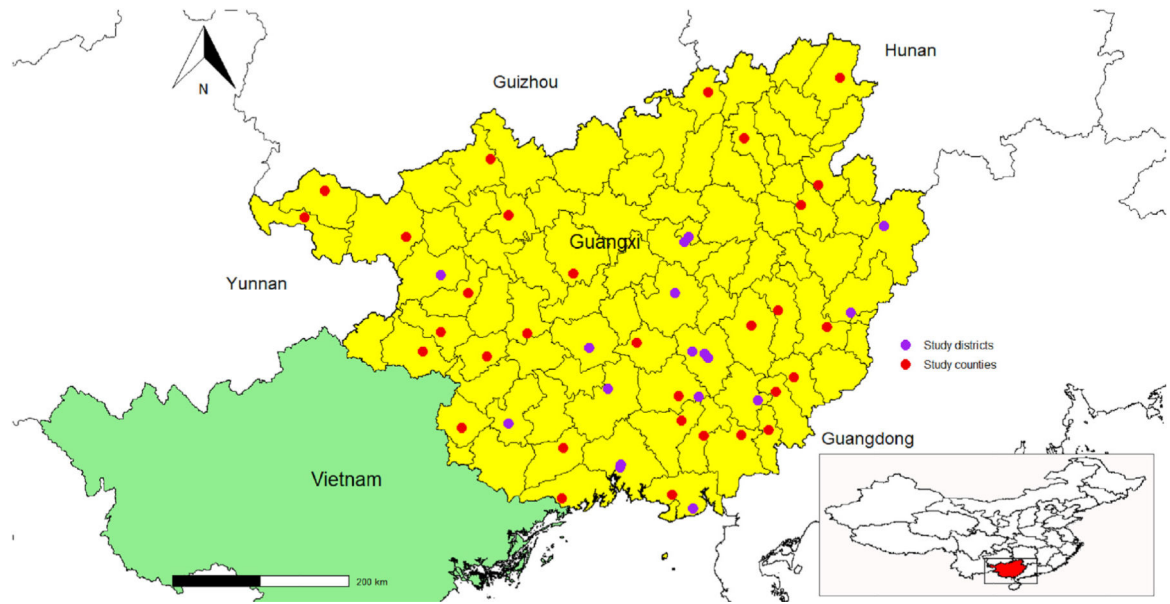 Hunan
Guizhou
N
Guangxi
Yunnan
Study districts
Study counties
Guangdong
Vietnam
200 km